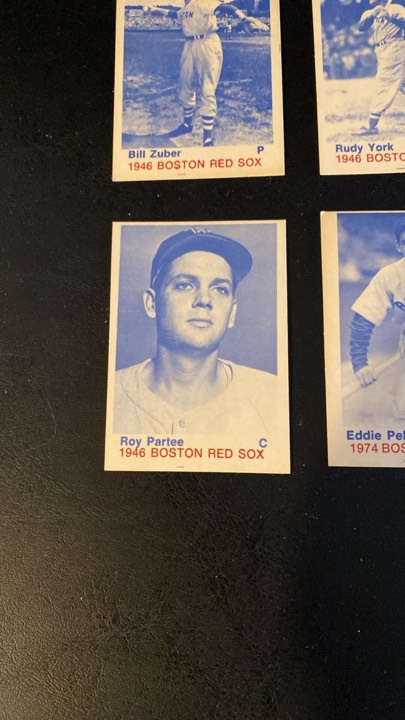 Bill Zuber P
1946 BOSTON RED SOX
Rudy York
1946 BOSTO
Roy Partee C
1946 BOSTON RED SOX
Eddie Pel
1974 BOS